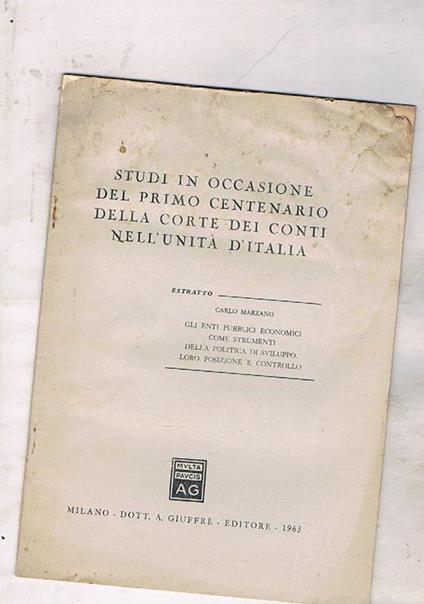 STUDI IN OCCASIONE
DEL PRIMO CENTENARIO
DELLA CORTE DEI CONTI
NELL'UNITÀ D'ITALIA
ESTRATTO
CARLO MARZANO
GLI ENTI PUBBLICI ECONOMICI
COME STRUMENTI
DELLA POLITICA DI SVILUPPO.
LORO POSIZIONE E CONTROLLO
MVLTA
PAVCIS
AG
MILANO - DOTT. A. GIUFFRÈ - EDITORE - 1963